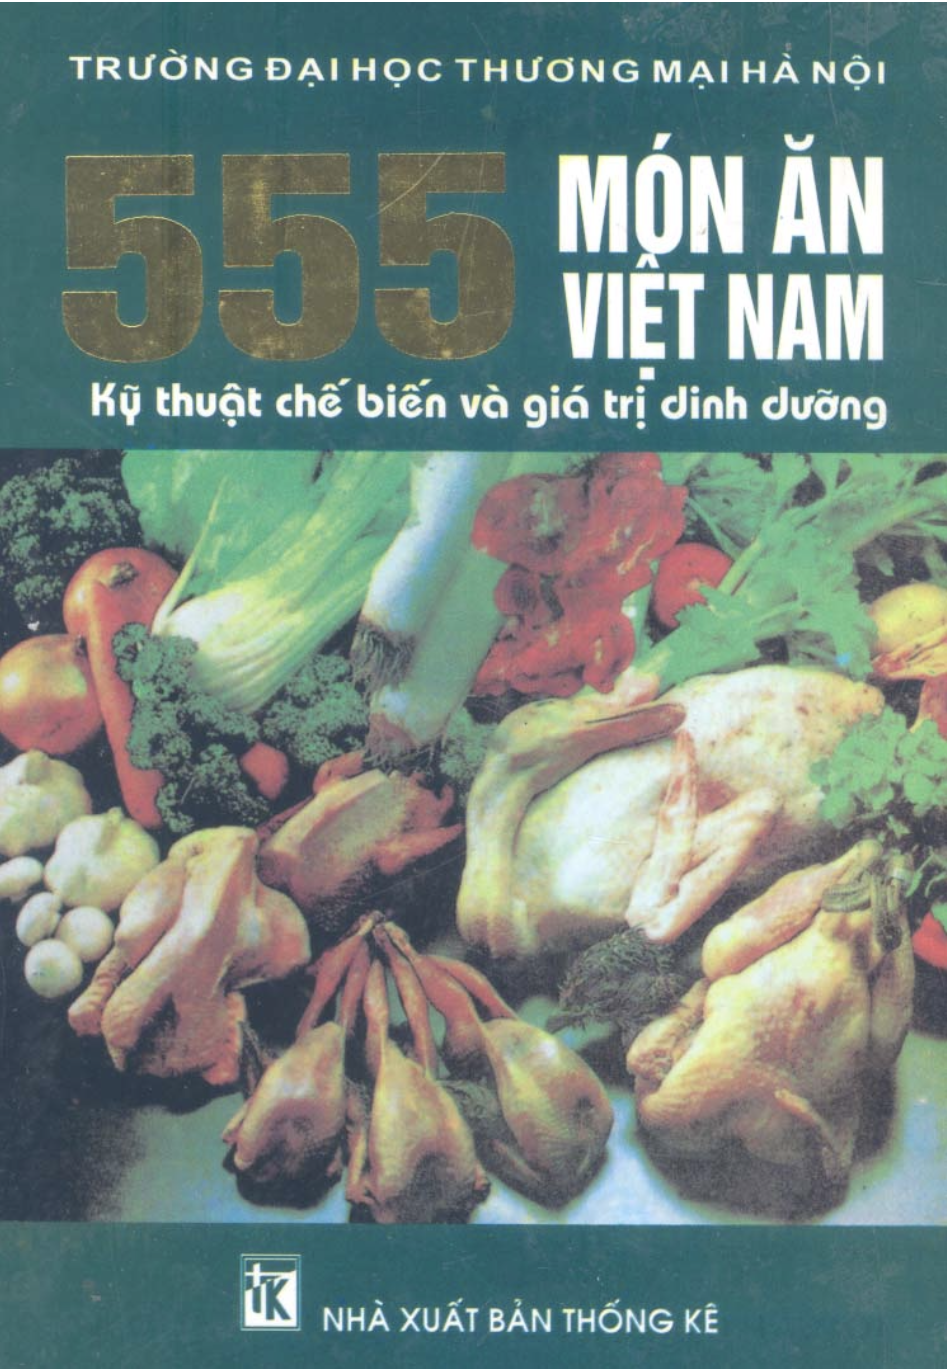 TRƯỜNG ĐẠI HỌC THƯƠNG MẠI HÀ NỘI
555 MÓN ĂN
VIỆT NAM
Kỹ thuật chế biến và giá trị dinh dưỡng
TK
NHÀ XUẤT BẢN THỐNG KÊ